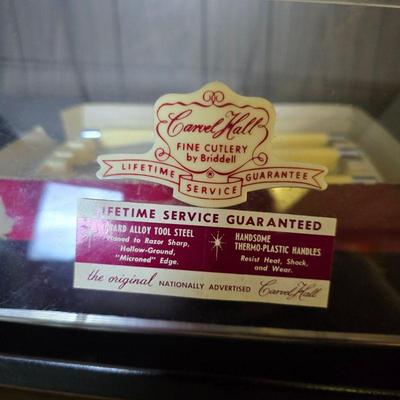 Carvel Hall
FINE CUTLERY
by Briddell
LIFETIME GUARANTEE
SERVICE
LIFETIME SERVICE GUARANTEED
HARD ALLOY TOOL STEEL
to Razor Sharp,
Hollow-Ground,
"Microned" Edge.
HANDSOME
THERMO-PLASTIC HANDLES
Resist Heat, Shock,
and Wear.
the original NATIONALLY ADVERTISED Carvel Hall